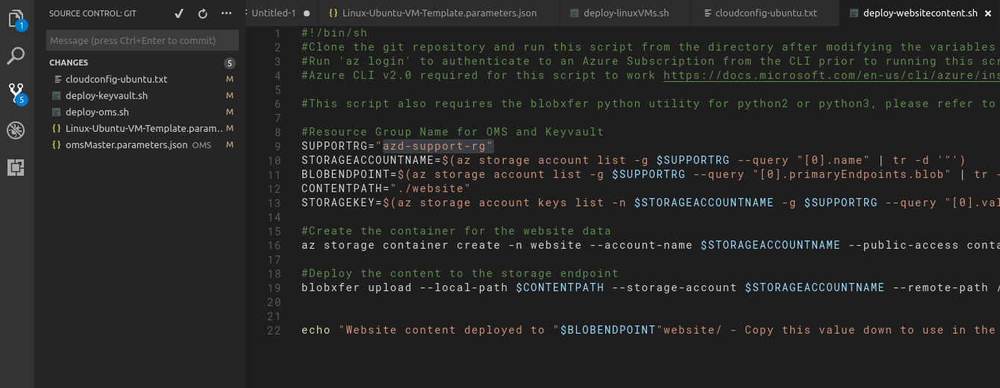 SOURCE CONTROL: GIT
Message (press Ctrl+Enter to commit)
CHANGES 5
cloudconfig-ubuntu.txt M
deploy-keyvault.sh M
deploy-oms.sh M
{} Linux-Ubuntu-VM-Template.param... M
{} omsMaster.parameters.json OMS M
1
5
Untitled-1
{} Linux-Ubuntu-VM-Template.parameters.json
deploy-linuxVMs.sh
cloudconfig-ubuntu.txt
deploy-websitecontent.sh
1 #!/bin/sh
2 #Clone the git repository and run this script from the directory after modifying the variables
3 #Run 'az login' to authenticate to an Azure Subscription from the CLI prior to running this scr
4 #Azure CLI v2.0 required for this script to work https://docs.microsoft.com/en-us/cli/azure/ins
5
6 #This script also requires the blobxfer python utility for python2 or python3, please refer to
7
8 #Resource Group Name for OMS and Keyvault
9 SUPPORTRG="azd-support-rg"
10 STORAGEACCOUNTNAME=$(az storage account list -g $SUPPORTRG --query "[0].name" | tr -d '"')
11 BLOBENDPOINT=$(az storage account list -g $SUPPORTRG --query "[0].primaryEndpoints.blob" | tr -
12 CONTENTPATH="./website"
13 STORAGEKEY=$(az storage account keys list -n $STORAGEACCOUNTNAME -g $SUPPORTRG --query "[0].val
14
15 #Create the container for the website data
16 az storage container create -n website --account-name $STORAGEACCOUNTNAME --public-access conta
17
18 #Deploy the content to the storage endpoint
19 blobxfer upload --local-path $CONTENTPATH --storage-account $STORAGEACCOUNTNAME --remote-path /
20
21
22 echo "Website content deployed to "$BLOBENDPOINT"website/ - Copy this value down to use in the